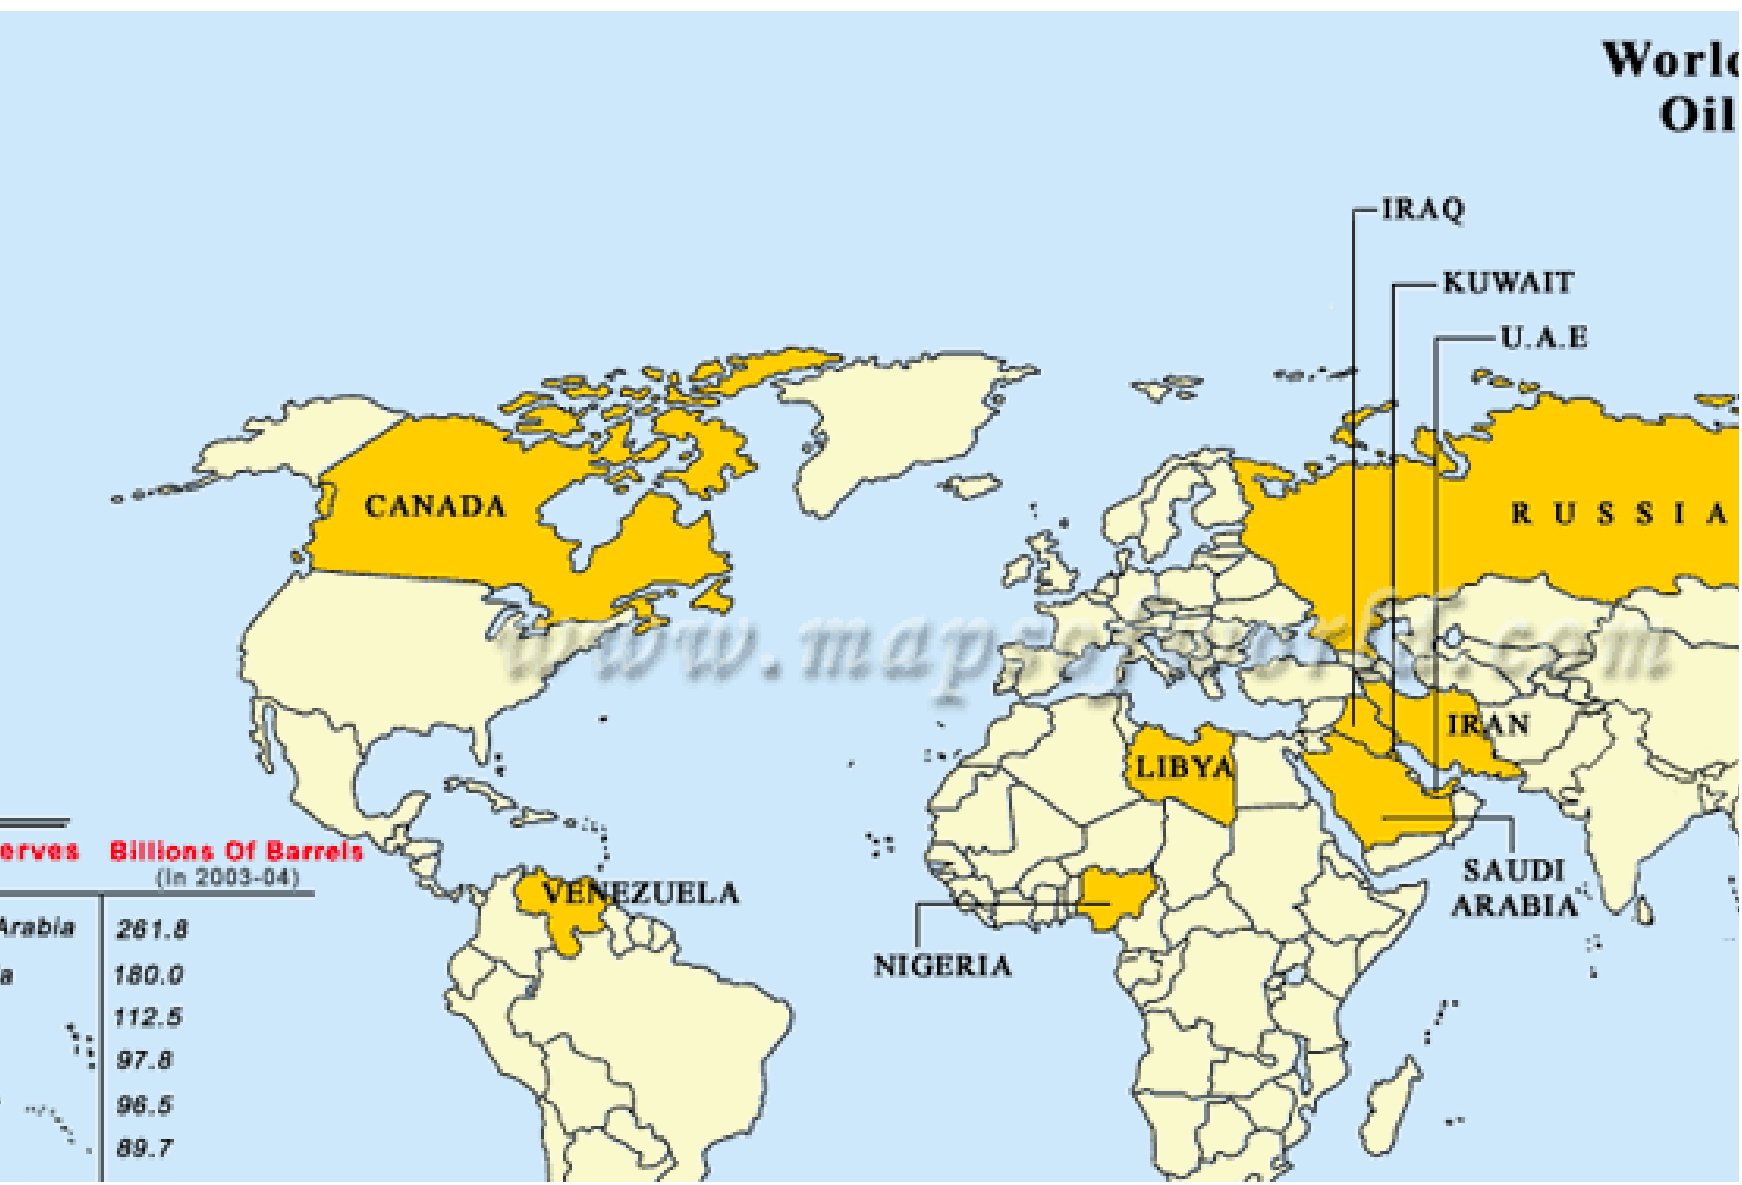 World
Oil
IRAQ
KUWAIT
U.A.E
CANADA
RUSSIA
www.mapsofworld.com
IRAN
LIBYA
SAUDI
ARABIA
VENEZUELA
NIGERIA
erves Billions Of Barrels
(In 2003-04)
Arabia 261.8
a 180.0
112.5
97.8
96.5
89.7